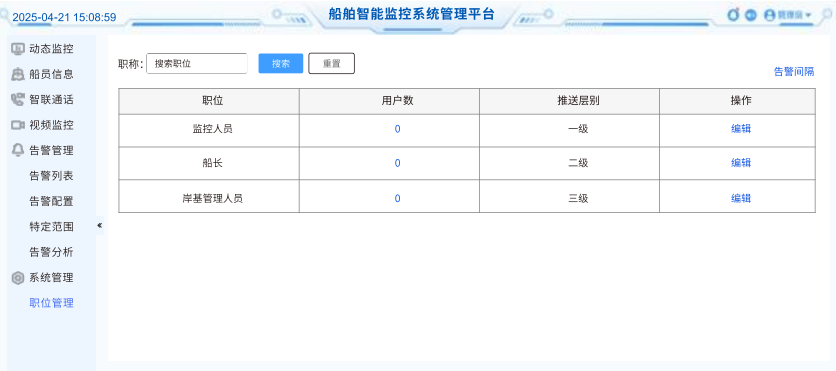 2025-04-21 15:08:59
船舶智能监控系统管理平台
动态监控
船员信息
智联通话
视频监控
告警管理
告警列表
告警配置
特定范围
告警分析
系统管理
职位管理
职称: 搜索职位 搜索 重置
告警间隔
职位 用户数 推送层别 操作
监控人员 0 一级 编辑
船长 0 二级 编辑
岸基管理人员 0 三级 编辑